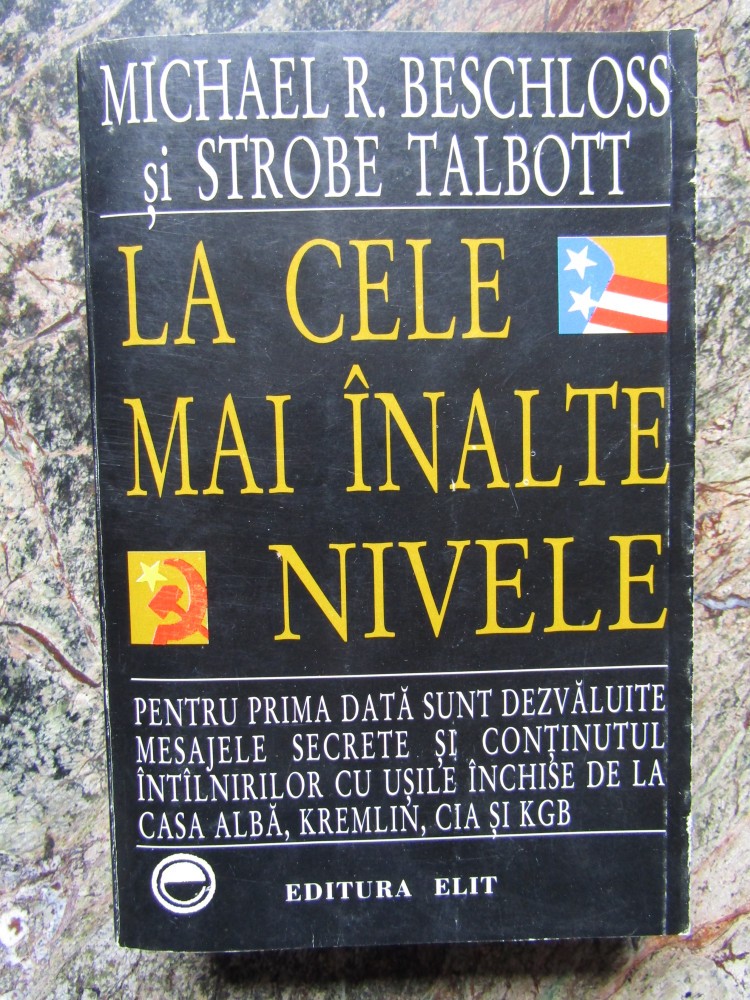 MICHAEL R. BESCHLOSS
și STROBE TALBOTT
LA CELE
MAI ÎNALTE
NIVELE
PENTRU PRIMA DATĂ SUNT DEZVĂLUITE
MESAJELE SECRETE ȘI CONȚINUTUL
ÎNTÎLNIRILOR CU UȘILE ÎNCHISE DE LA
CASA ALBĂ, KREMLIN, CIA ȘI KGB
EDITURA ELIT